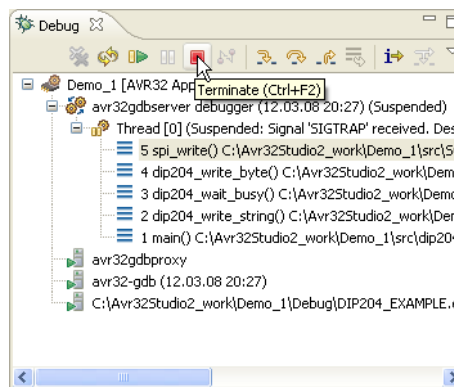 Debug
Demo_1 [AVR32 App
Terminate (Ctrl+F2)
avr32gdbserver debugger (12.03.08 20:27) (Suspended)
Thread [0] (Suspended: Signal 'SIGTRAP' received. Des
5 spi_write() C:\Avr32Studio2_work\Demo_1\src\S
4 dip204_write_byte() C:\Avr32Studio2_work\Dem
3 dip204_wait_busy() C:\Avr32Studio2_work\Demo
2 dip204_write_string() C:\Avr32Studio2_work\Dem
1 main() C:\Avr32Studio2_work\Demo_1\src\dip20
avr32gdbproxy
avr32-gdb (12.03.08 20:27)
C:\Avr32Studio2_work\Demo_1\Debug\DIP204_EXAMPLE.